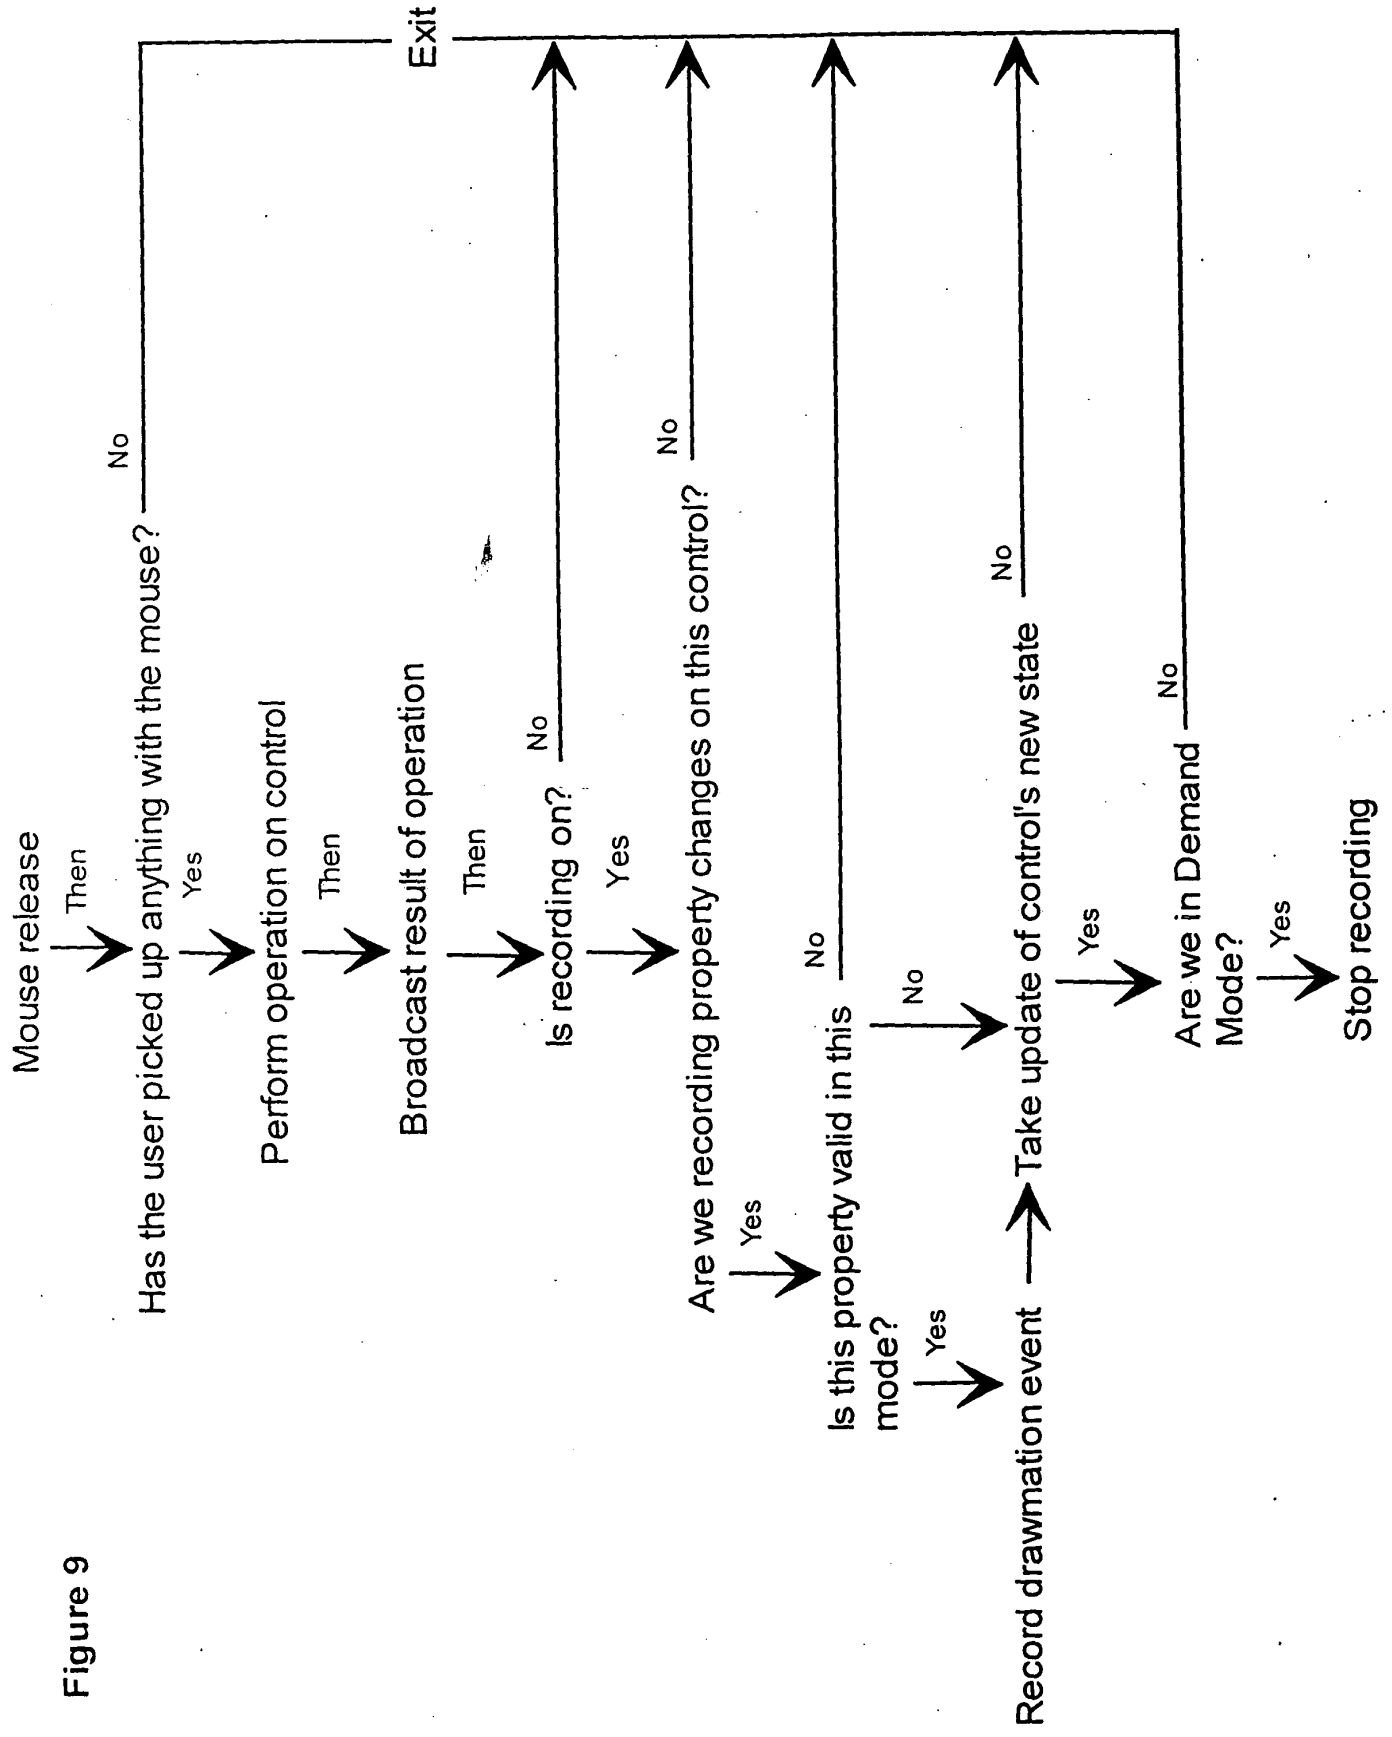 Figure 9
Mouse release
Then
Has the user picked up anything with the mouse?
No
Exit
Yes
Perform operation on control
Then
Broadcast result of operation
Then
Is recording on?
No
Yes
Are we recording property changes on this control?
No
Yes
Is this property valid in this
mode?
No
No
Yes
Record drawmation event
Take update of control's new state
No
Yes
Are we in Demand
Mode?
No
Yes
Stop recording